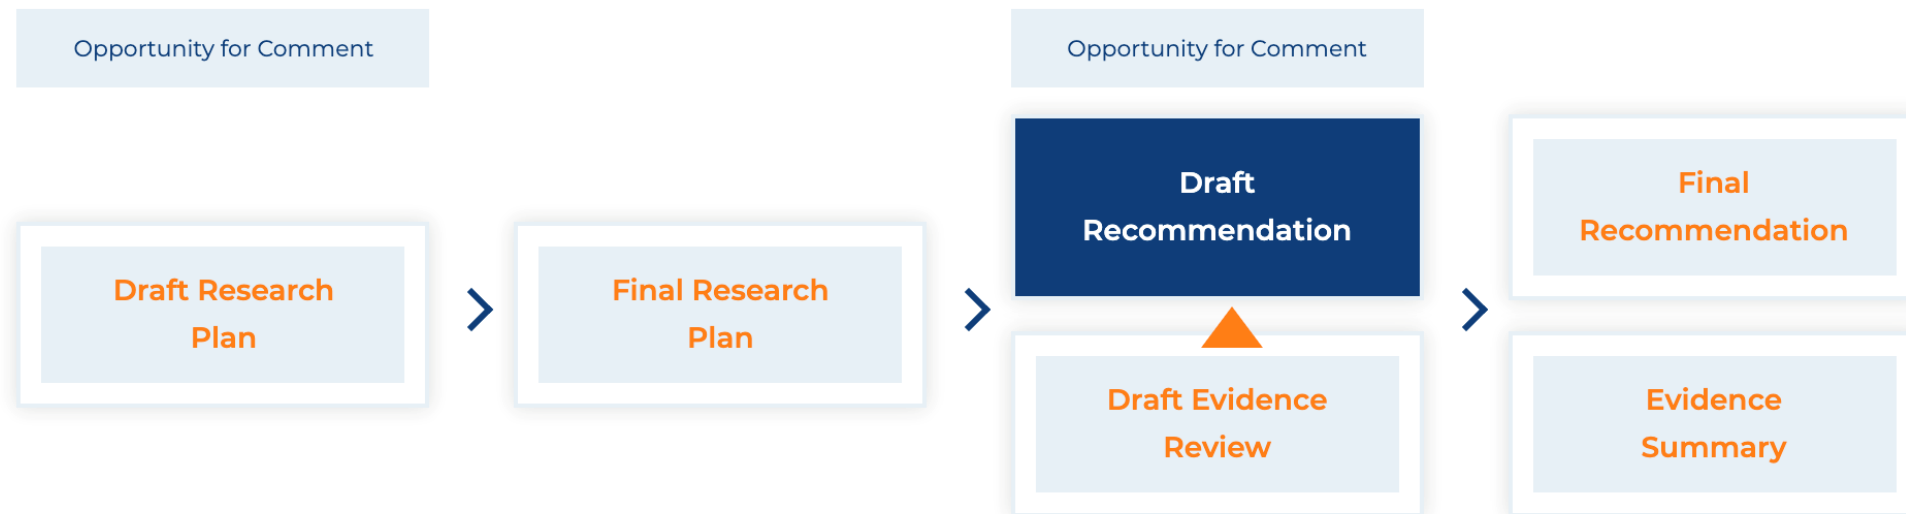 Opportunity for Comment
Draft Research
Plan
Final Research
Plan
Opportunity for Comment
Draft
Recommendation
Draft Evidence
Review
Final
Recommendation
Evidence
Summary